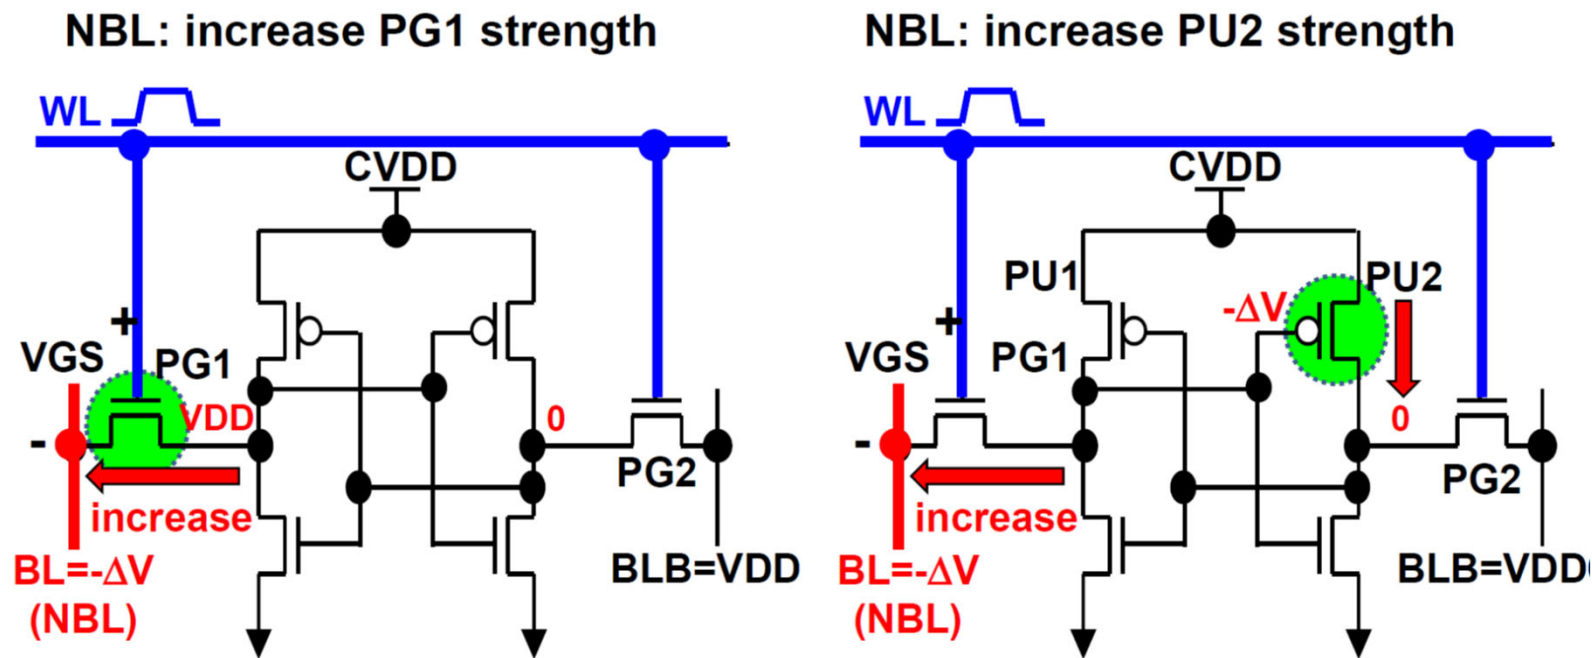 NBL: increase PG1 strength
WL
CVDD
+
VGS
PG1
VDD
0
-
PG2
increase
BL=-ΔV
(NBL)
BLB=VDD
NBL: increase PU2 strength
WL
CVDD
PU1
PU2
-ΔV
+
VGS
PG1
0
-
PG2
increase
BL=-ΔV
(NBL)
BLB=VDD